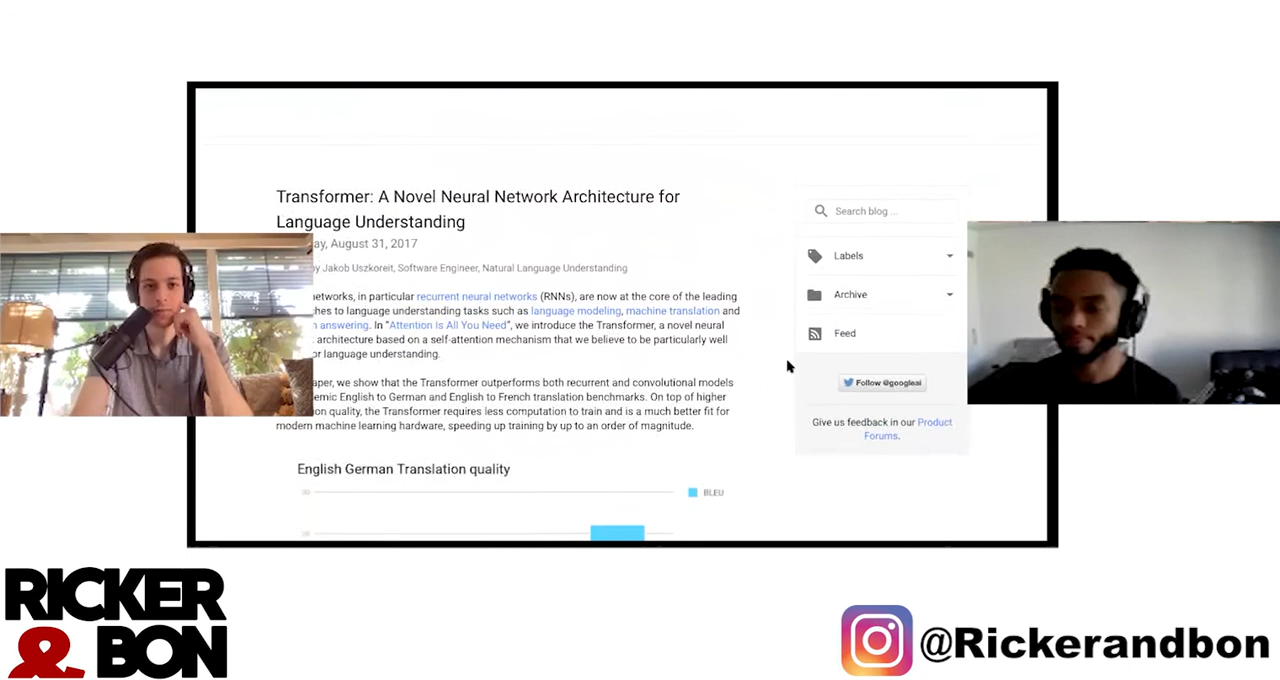 Transformer: A Novel Neural Network Architecture for
Language Understanding
ay, August 31, 2017
by Jakob Uszkoreit, Software Engineer, Natural Language Understanding
networks, in particular recurrent neural networks (RNNs), are now at the core of the leading
ches to language understanding tasks such as language modeling, machine translation and
n answering. In "Attention Is All You Need", we introduce the Transformer, a novel neural
architecture based on a self-attention mechanism that we believe to be particularly well
or language understanding.
aper, we show that the Transformer outperforms both recurrent and convolutional models
demic English to German and English to French translation benchmarks. On top of higher
on quality, the Transformer requires less computation to train and is a much better fit for
modern machine learning hardware, speeding up training by up to an order of magnitude.
English German Translation quality
BLEU
Search blog ...
Labels
Archive
Feed
Follow @googleai
Give us feedback in our Product
Forums.
RICKER
& BON
@Rickerandbon